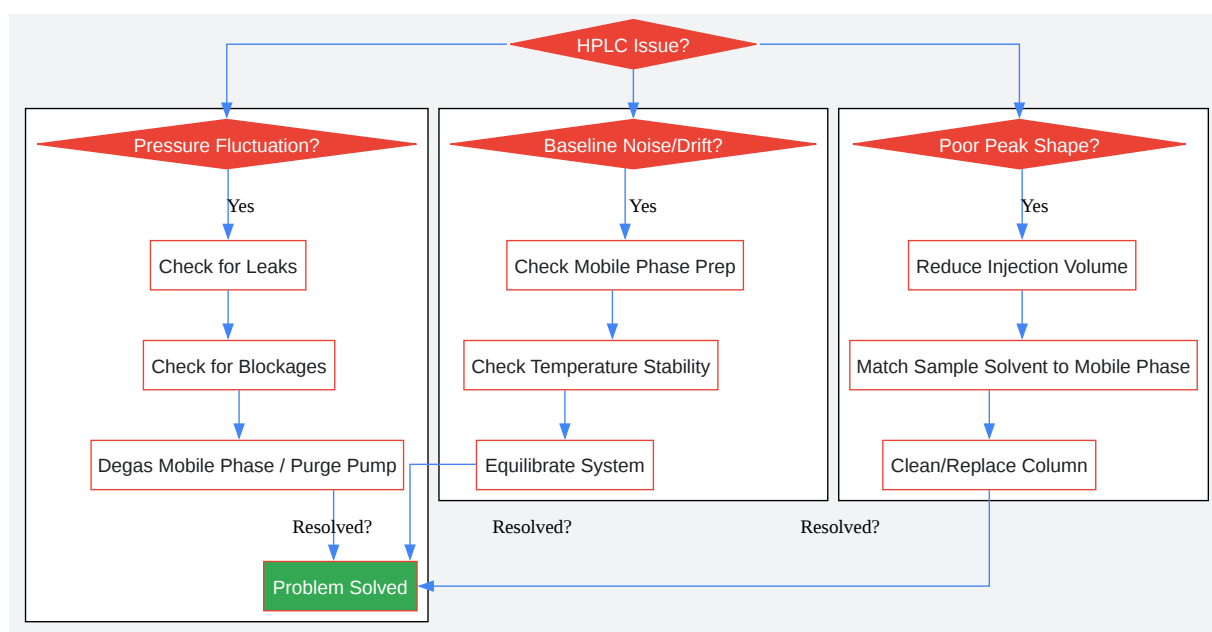 HPLC Issue?
Pressure Fluctuation?
Baseline Noise/Drift?
Poor Peak Shape?
Yes
Yes
Yes
Check for Leaks
Check Mobile Phase Prep
Reduce Injection Volume
Check for Blockages
Check Temperature Stability
Match Sample Solvent to Mobile Phase
Degas Mobile Phase / Purge Pump
Equilibrate System
Clean/Replace Column
Resolved?
Resolved?
Resolved?
Problem Solved